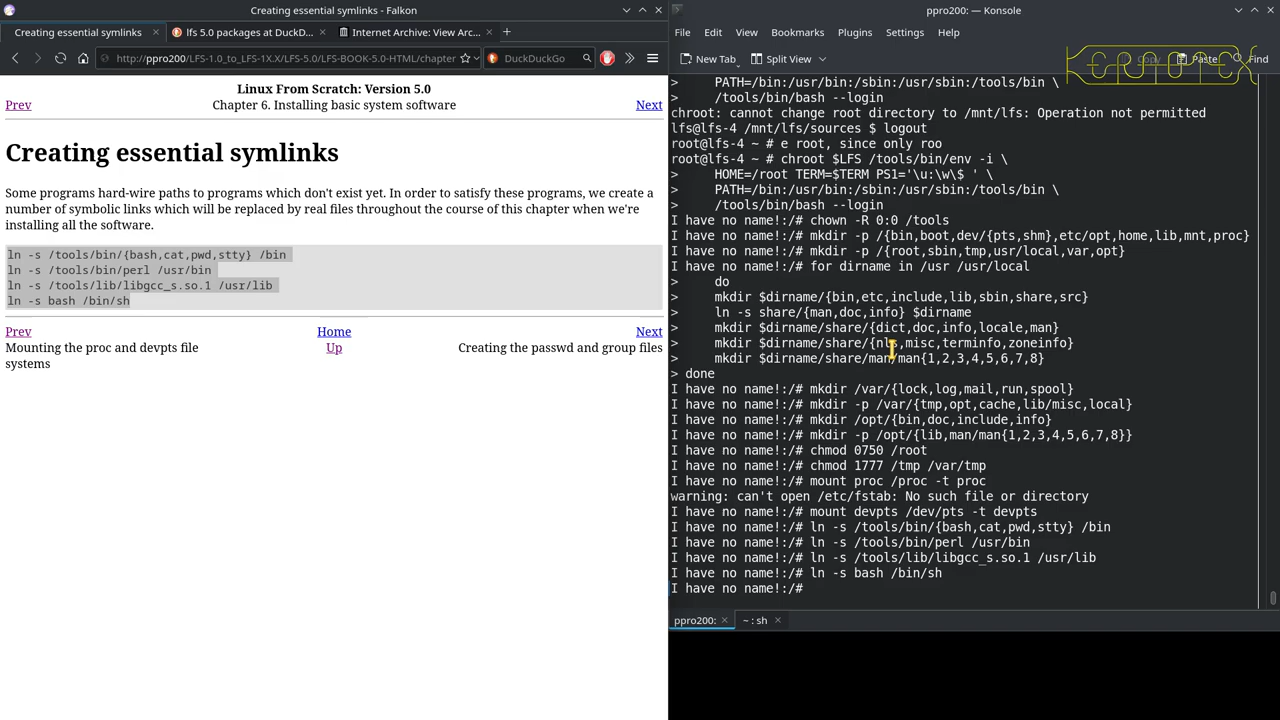 Creating essential symlinks - Falkon
Creating essential symlinks
lfs 5.0 packages at DuckD...
Internet Archive: View Arc...
http://ppro200/LFS-1.0_to_LFS-1X.X/LFS-5.0/LFS-BOOK-5.0-HTML/chapter
DuckDuckGo
Linux From Scratch: Version 5.0
Prev
Chapter 6. Installing basic system software
Next
Creating essential symlinks
Some programs hard-wire paths to programs which don't exist yet. In order to satisfy these programs, we create a
number of symbolic links which will be replaced by real files throughout the course of this chapter when we're
installing all the software.
ln -s /tools/bin/{bash,cat,pwd,stty} /bin
ln -s /tools/bin/perl /usr/bin
ln -s /tools/lib/libgcc_s.so.1 /usr/lib
ln -s bash /bin/sh
Prev
Home
Next
Mounting the proc and devpts file
systems
Up
Creating the passwd and group files
ppro200: — Konsole
File
Edit
View
Bookmarks
Plugins
Settings
Help
New Tab
Split View
Copy
Paste
Find
>     PATH=/bin:/usr/bin:/sbin:/usr/sbin:/tools/bin \
>     /tools/bin/bash --login
chroot: cannot change root directory to /mnt/lfs: Operation not permitted
lfs@lfs-4 /mnt/lfs/sources $ logout
root@lfs-4 ~ # e root, since only roo
root@lfs-4 ~ # chroot $LFS /tools/bin/env -i \
>     HOME=/root TERM=$TERM PS1='\u:\w\$ ' \
>     PATH=/bin:/usr/bin:/sbin:/usr/sbin:/tools/bin \
>     /tools/bin/bash --login
I have no name!:/# chown -R 0:0 /tools
I have no name!:/# mkdir -p /{bin,boot,dev/{pts,shm},etc/opt,home,lib,mnt,proc}
I have no name!:/# mkdir -p /{root,sbin,tmp,usr/local,var,opt}
I have no name!:/# for dirname in /usr /usr/local
>     do
>     mkdir $dirname/{bin,etc,include,lib,sbin,share,src}
>     ln -s share/{man,doc,info} $dirname
>     mkdir $dirname/share/{dict,doc,info,locale,man}
>     mkdir $dirname/share/{nls,misc,terminfo,zoneinfo}
>     mkdir $dirname/share/man/man{1,2,3,4,5,6,7,8}
> done
I have no name!:/# mkdir /var/{lock,log,mail,run,spool}
I have no name!:/# mkdir -p /var/{tmp,opt,cache,lib/misc,local}
I have no name!:/# mkdir /opt/{bin,doc,include,info}
I have no name!:/# mkdir -p /opt/{lib,man/man{1,2,3,4,5,6,7,8}}
I have no name!:/# chmod 0750 /root
I have no name!:/# chmod 1777 /tmp /var/tmp
I have no name!:/# mount proc /proc -t proc
warning: can't open /etc/fstab: No such file or directory
I have no name!:/# mount devpts /dev/pts -t devpts
I have no name!:/# ln -s /tools/bin/{bash,cat,pwd,stty} /bin
I have no name!:/# ln -s /tools/bin/perl /usr/bin
I have no name!:/# ln -s /tools/lib/libgcc_s.so.1 /usr/lib
I have no name!:/# ln -s bash /bin/sh
I have no name!:/#
ppro200:
~ : sh